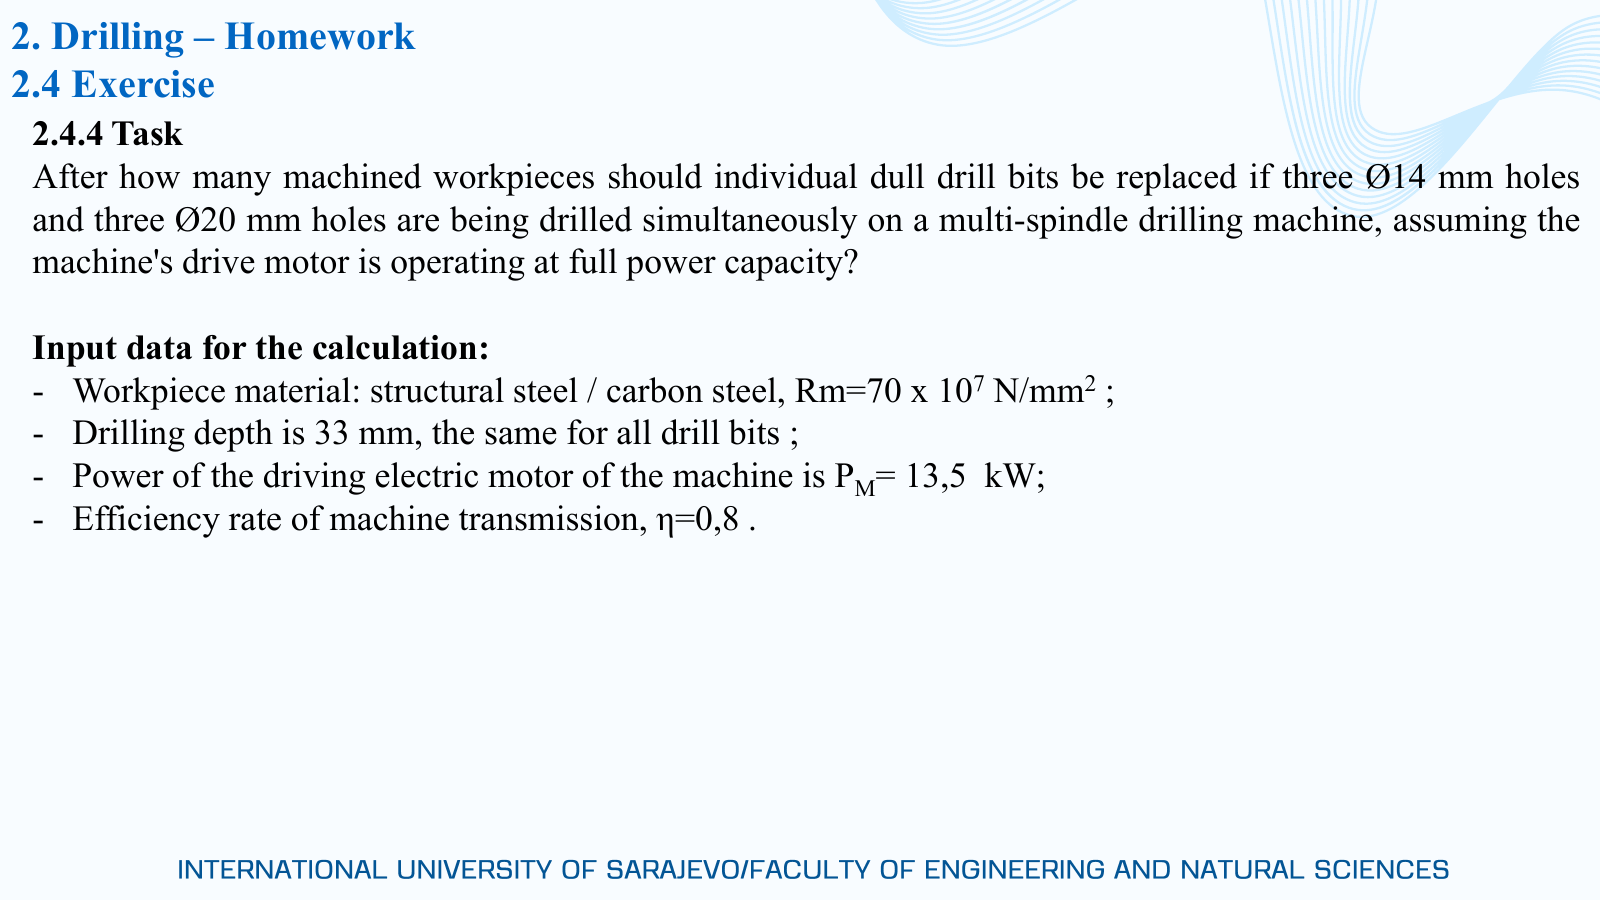 2. Drilling – Homework
2.4 Exercise
2.4.4 Task
After how many machined workpieces should individual dull drill bits be replaced if three Ø14 mm holes
and three Ø20 mm holes are being drilled simultaneously on a multi-spindle drilling machine, assuming the
machine's drive motor is operating at full power capacity?
Input data for the calculation:
- Workpiece material: structural steel / carbon steel, Rm=70 x 10⁷ N/mm² ;
- Drilling depth is 33 mm, the same for all drill bits ;
- Power of the driving electric motor of the machine is P_M= 13,5 kW;
- Efficiency rate of machine transmission, η=0,8 .
INTERNATIONAL UNIVERSITY OF SARAJEVO/FACULTY OF ENGINEERING AND NATURAL SCIENCES